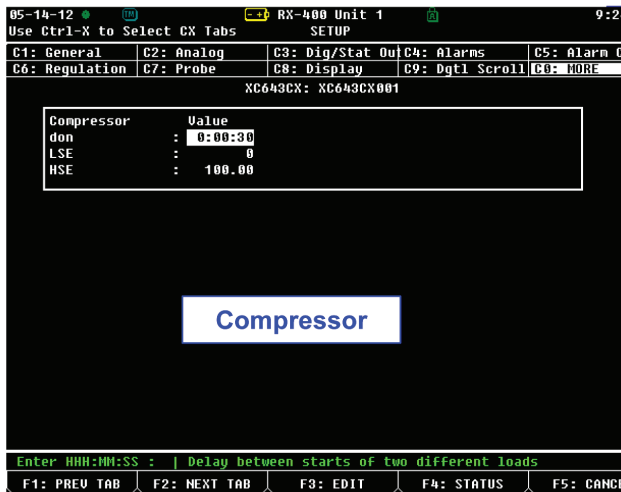 05-14-12 TM - + RX-400 Unit 1 9:2
Use Ctrl-X to Select CX Tabs SETUP
C1: General C2: Analog C3: Dig/Stat Out C4: Alarms C5: Alarm
C6: Regulation C7: Probe C8: Display C9: Dgtl Scroll C0: MORE
XC643CX: XC643CX001
Compressor Value
don : 0:00:30
LSE : 0
HSE : 100.00
Compressor
Enter HHH:MM:SS : | Delay between starts of two different loads
F1: PREV TAB F2: NEXT TAB F3: EDIT F4: STATUS F5: CANC